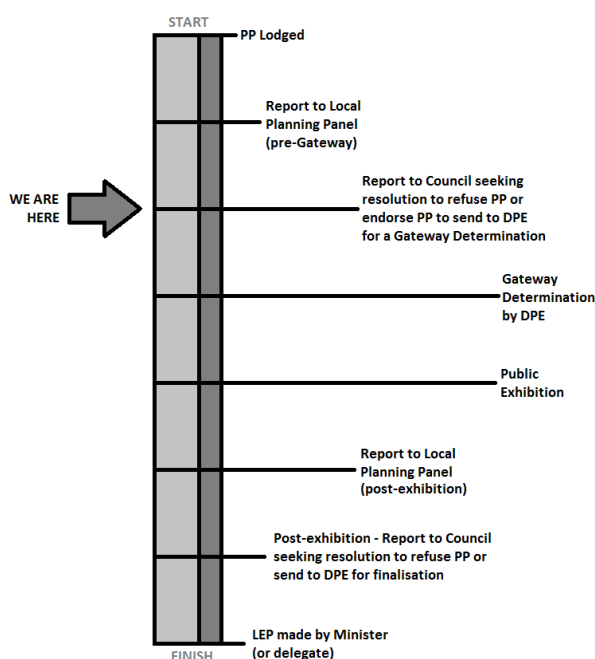 START
PP Lodged
Report to Local
Planning Panel
(pre-Gateway)
WE ARE
HERE
Report to Council seeking
resolution to refuse PP or
endorse PP to send to DPE
for a Gateway Determination
Gateway
Determination
by DPE
Public
Exhibition
Report to Local
Planning Panel
(post-exhibition)
Post-exhibition - Report to Council
seeking resolution to refuse PP or
send to DPE for finalisation
LEP made by Minister
(or delegate)
FINISH